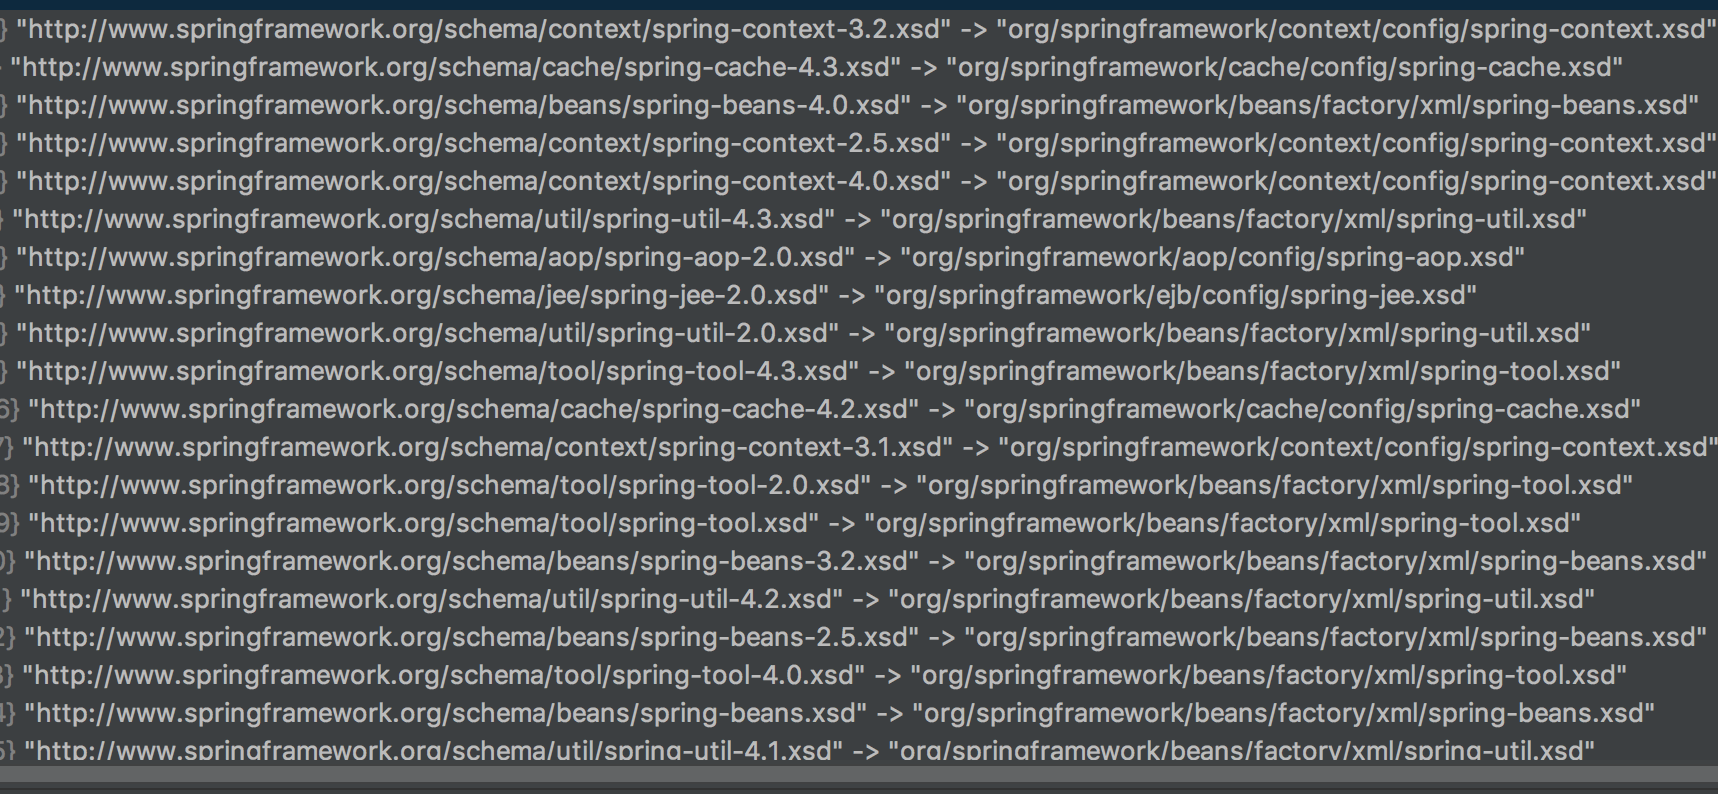 } "http://www.springframework.org/schema/context/spring-context-3.2.xsd" -> "org/springframework/context/config/spring-context.xsd"
"http://www.springframework.org/schema/cache/spring-cache-4.3.xsd" -> "org/springframework/cache/config/spring-cache.xsd"
} "http://www.springframework.org/schema/beans/spring-beans-4.0.xsd" -> "org/springframework/beans/factory/xml/spring-beans.xsd"
} "http://www.springframework.org/schema/context/spring-context-2.5.xsd" -> "org/springframework/context/config/spring-context.xsd"
} "http://www.springframework.org/schema/context/spring-context-4.0.xsd" -> "org/springframework/context/config/spring-context.xsd"
} "http://www.springframework.org/schema/util/spring-util-4.3.xsd" -> "org/springframework/beans/factory/xml/spring-util.xsd"
} "http://www.springframework.org/schema/aop/spring-aop-2.0.xsd" -> "org/springframework/aop/config/spring-aop.xsd"
} "http://www.springframework.org/schema/jee/spring-jee-2.0.xsd" -> "org/springframework/ejb/config/spring-jee.xsd"
} "http://www.springframework.org/schema/util/spring-util-2.0.xsd" -> "org/springframework/beans/factory/xml/spring-util.xsd"
} "http://www.springframework.org/schema/tool/spring-tool-4.3.xsd" -> "org/springframework/beans/factory/xml/spring-tool.xsd"
6} "http://www.springframework.org/schema/cache/spring-cache-4.2.xsd" -> "org/springframework/cache/config/spring-cache.xsd"
7} "http://www.springframework.org/schema/context/spring-context-3.1.xsd" -> "org/springframework/context/config/spring-context.xsd"
8} "http://www.springframework.org/schema/tool/spring-tool-2.0.xsd" -> "org/springframework/beans/factory/xml/spring-tool.xsd"
9} "http://www.springframework.org/schema/tool/spring-tool.xsd" -> "org/springframework/beans/factory/xml/spring-tool.xsd"
0} "http://www.springframework.org/schema/beans/spring-beans-3.2.xsd" -> "org/springframework/beans/factory/xml/spring-beans.xsd"
} "http://www.springframework.org/schema/util/spring-util-4.2.xsd" -> "org/springframework/beans/factory/xml/spring-util.xsd"
2} "http://www.springframework.org/schema/beans/spring-beans-2.5.xsd" -> "org/springframework/beans/factory/xml/spring-beans.xsd"
3} "http://www.springframework.org/schema/tool/spring-tool-4.0.xsd" -> "org/springframework/beans/factory/xml/spring-tool.xsd"
4} "http://www.springframework.org/schema/beans/spring-beans.xsd" -> "org/springframework/beans/factory/xml/spring-beans.xsd"
5} "http://www.springframework.org/schema/util/spring-util-4.1.xsd" -> "org/springframework/beans/factory/xml/spring-util.xsd"